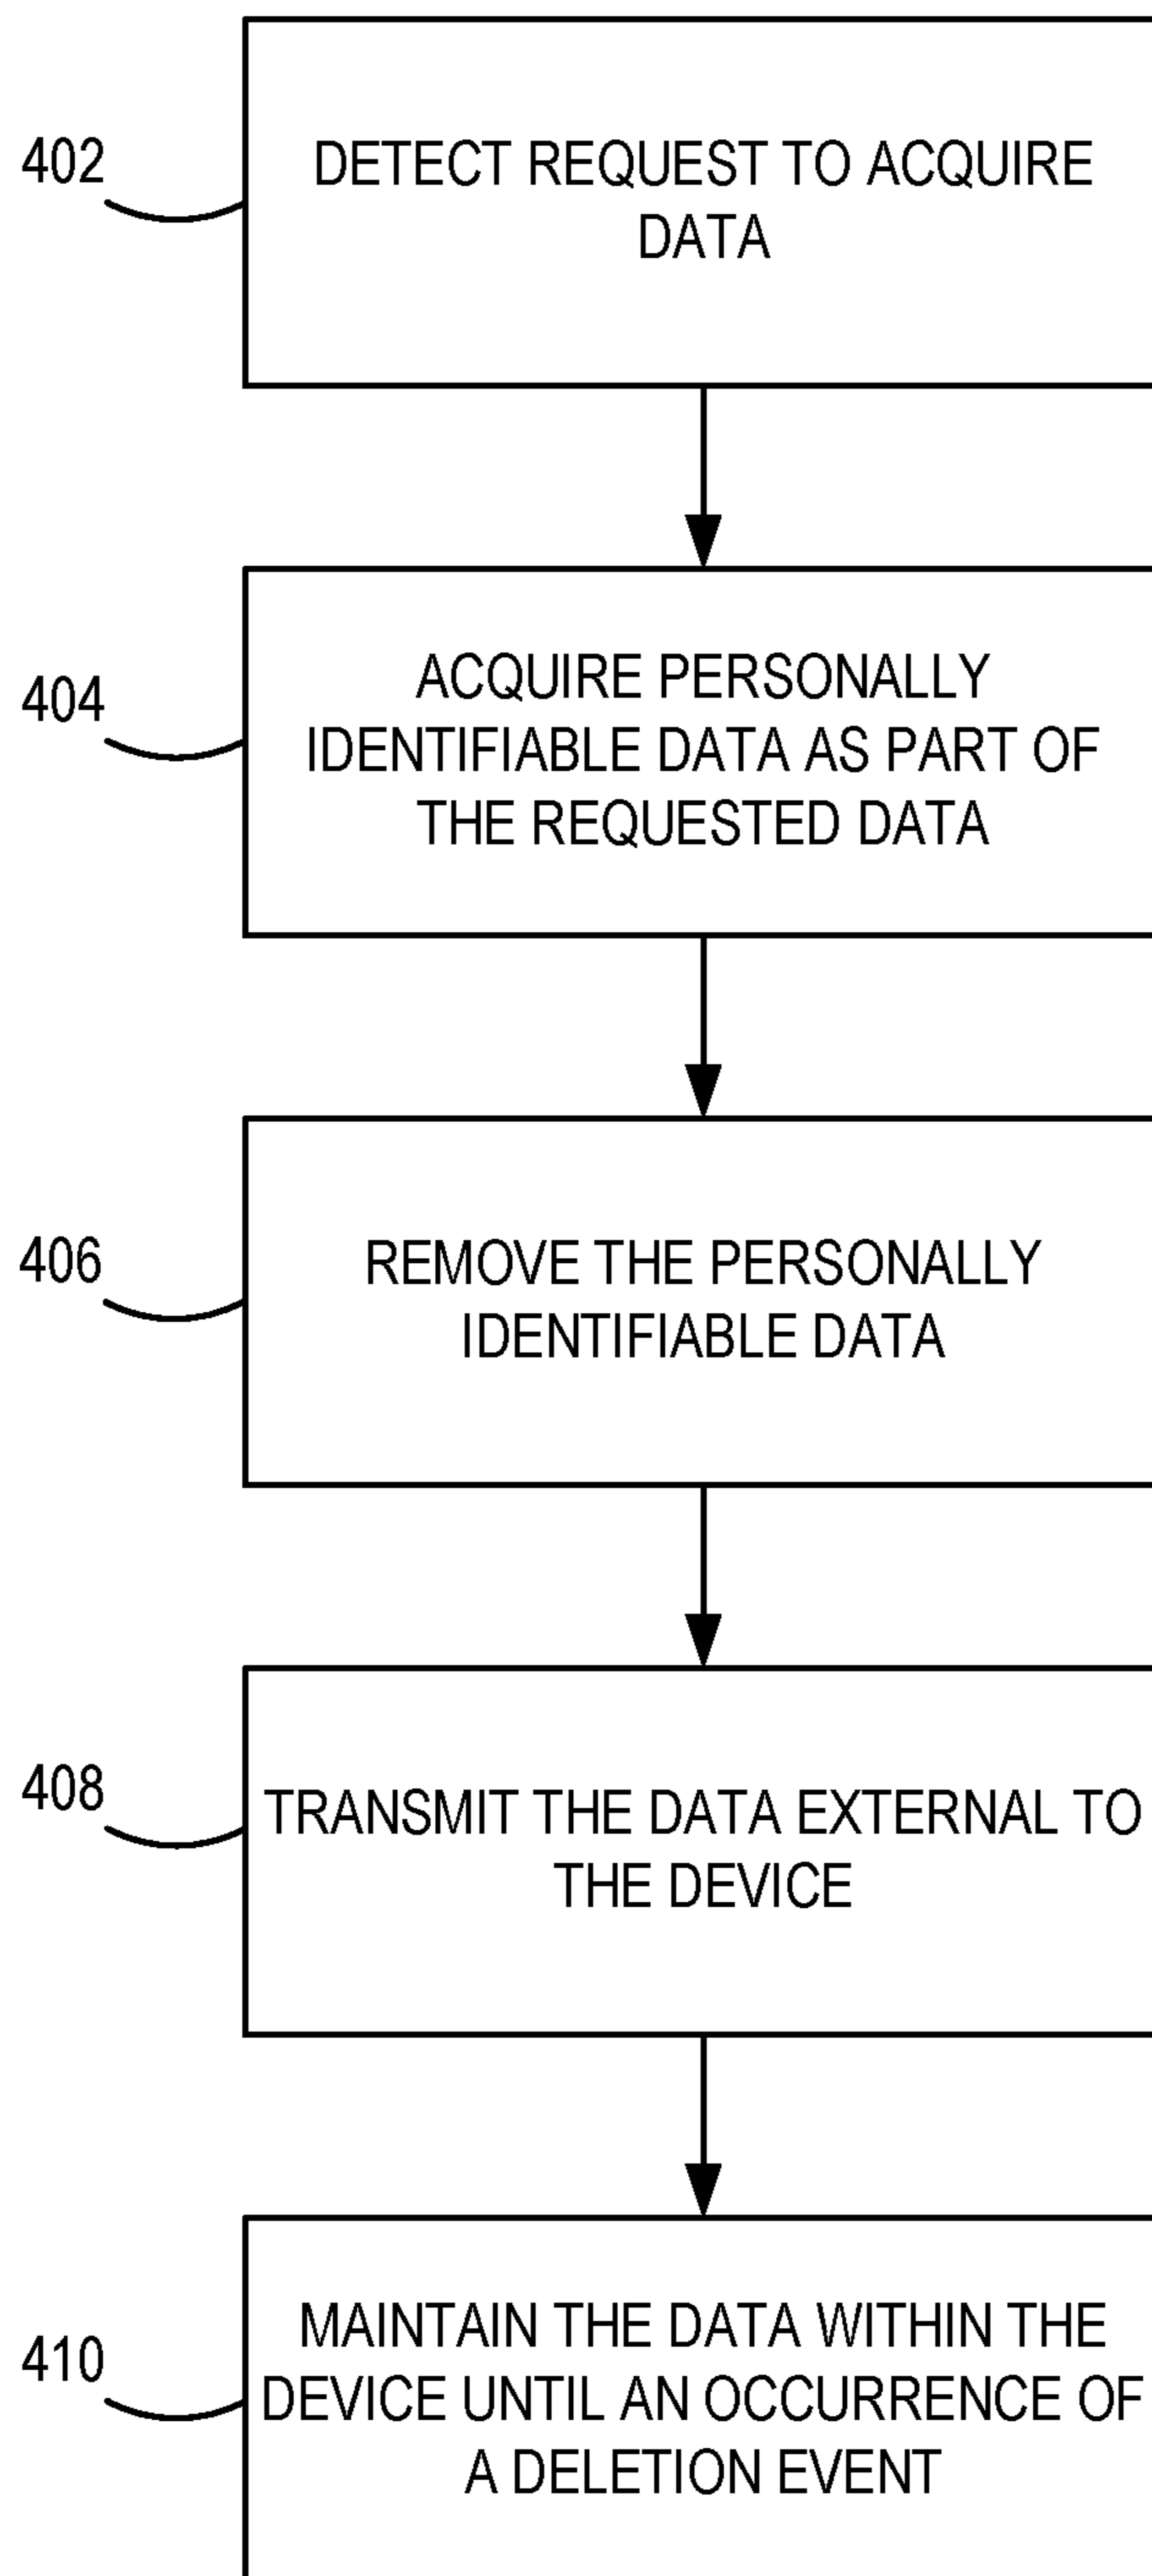 402
DETECT REQUEST TO ACQUIRE
DATA
404
ACQUIRE PERSONALLY
IDENTIFIABLE DATA AS PART OF
THE REQUESTED DATA
406
REMOVE THE PERSONALLY
IDENTIFIABLE DATA
408
TRANSMIT THE DATA EXTERNAL TO
THE DEVICE
410
MAINTAIN THE DATA WITHIN THE
DEVICE UNTIL AN OCCURRENCE OF
A DELETION EVENT